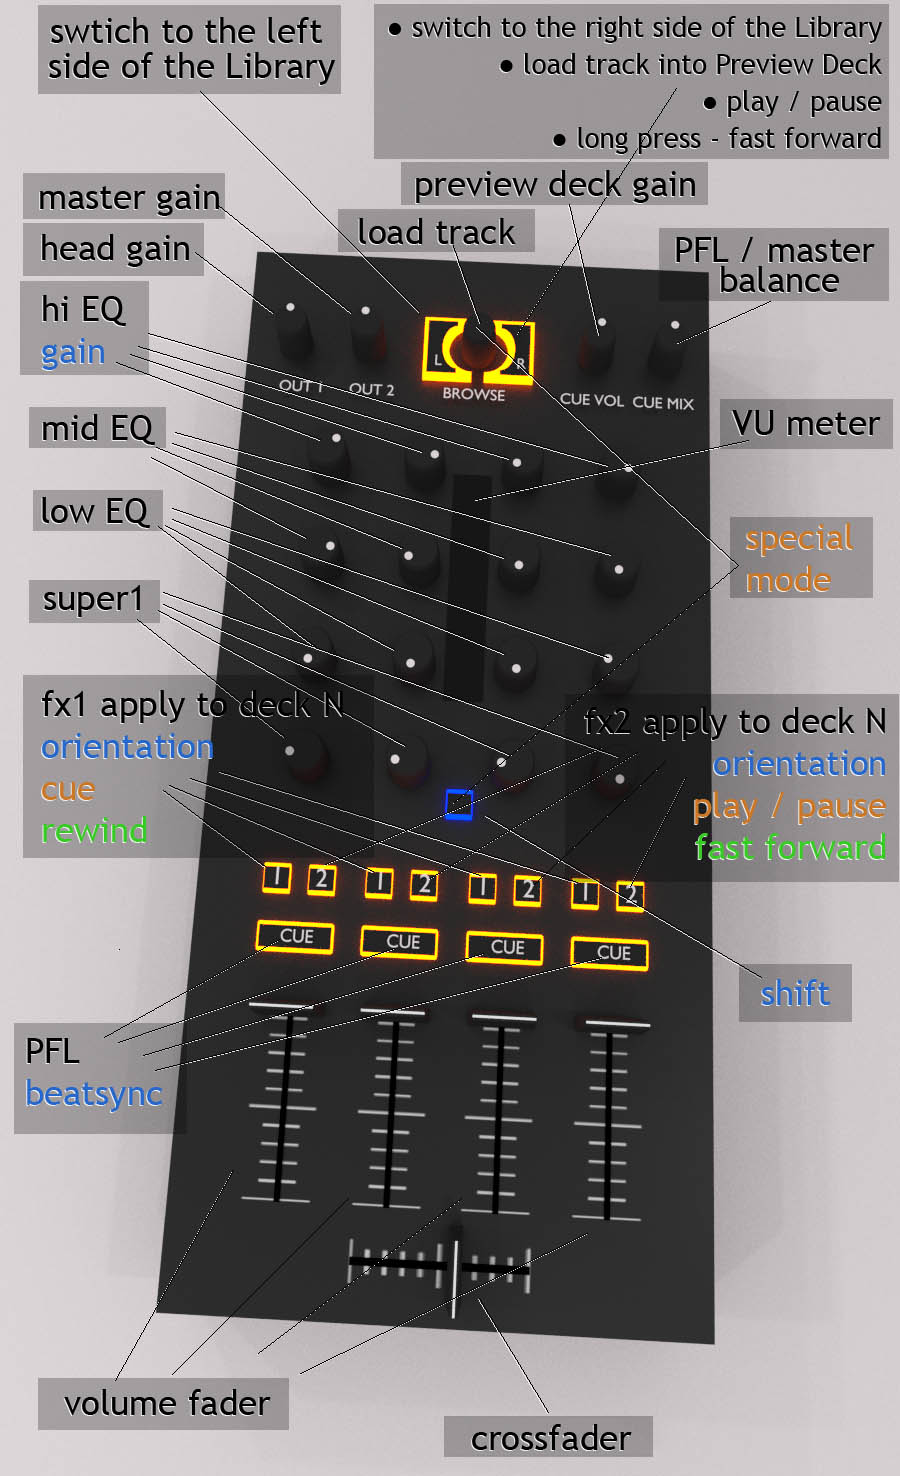 swtich to the left
side of the Library
● switch to the right side of the Library
● load track into Preview Deck
● play / pause
● long press - fast forward
preview deck gain
master gain
load track
head gain
PFL / master
balance
hi EQ
gain
L
R
OUT 1
OUT 2
BROWSE
CUE VOL
CUE MIX
mid EQ
VU meter
low EQ
special
mode
super1
fx1 apply to deck N
orientation
cue
rewind
fx2 apply to deck N
orientation
play / pause
fast forward
1 2 1 2 1 2 1 2
CUE CUE CUE CUE
shift
PFL
beatsync
volume fader
crossfader